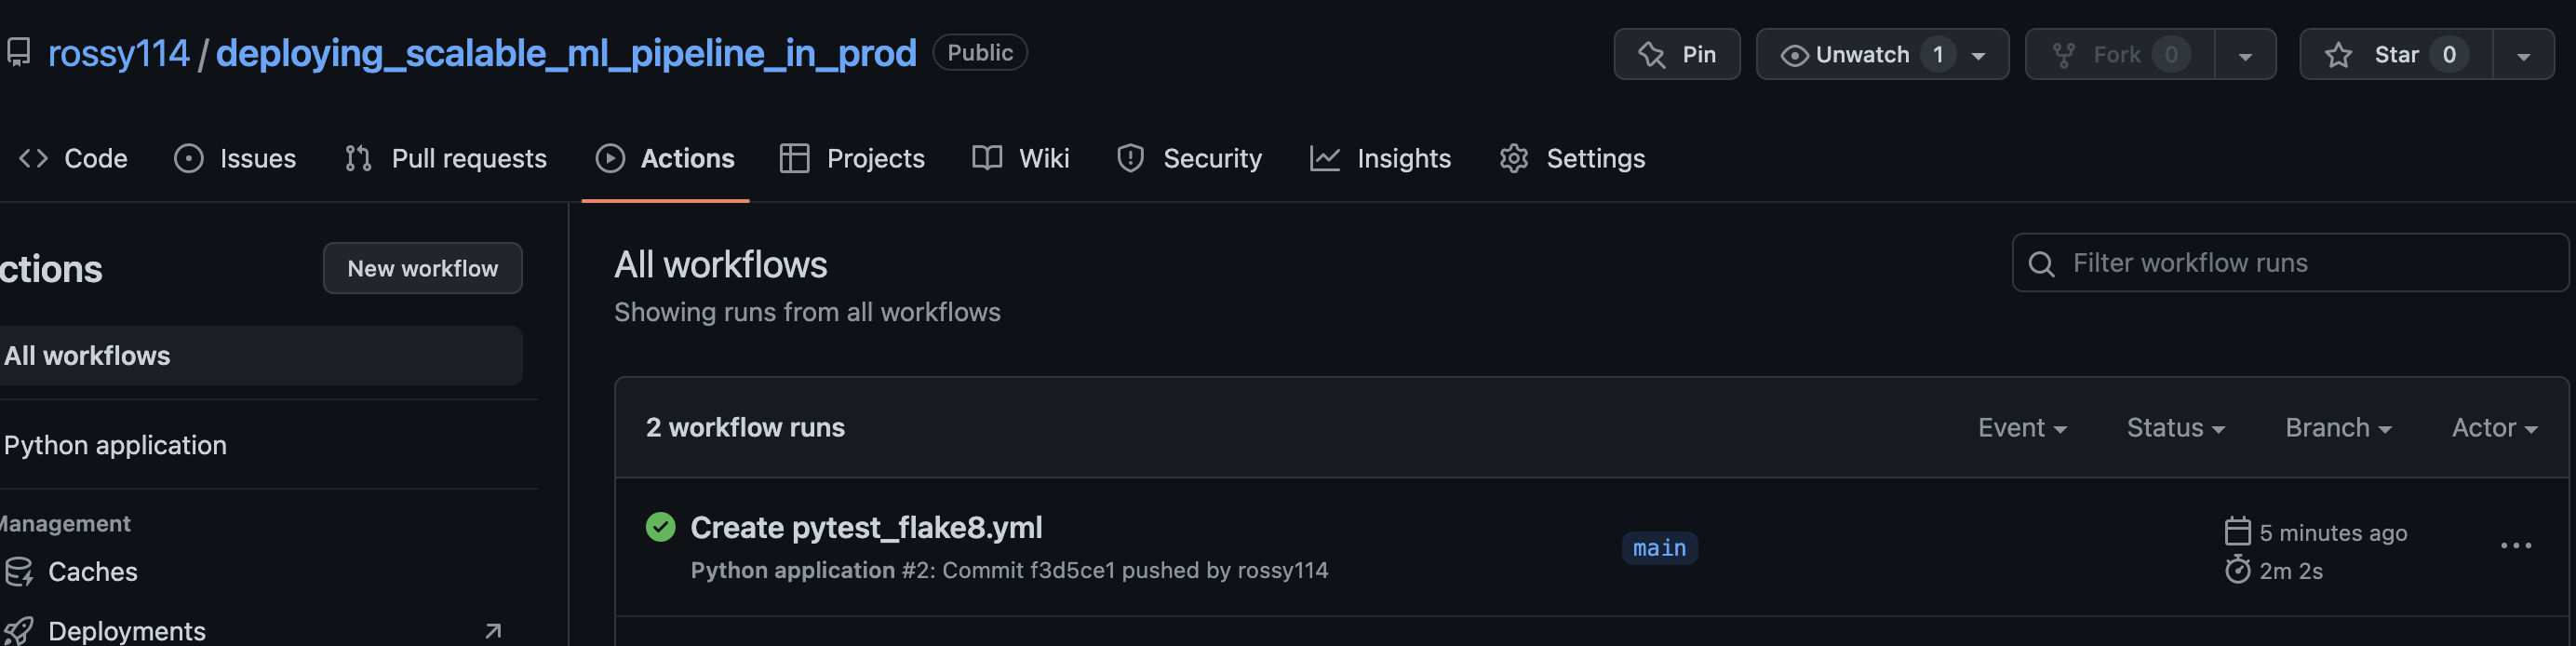 rossy114/deploying_scalable_ml_pipeline_in_prod Public Pin Unwatch 1 Fork 0 Star 0
Code Issues Pull requests Actions Projects Wiki Security Insights Settings
ctions New workflow
All workflows
Python application
Management
Caches
Deployments
All workflows
Showing runs from all workflows
Filter workflow runs
2 workflow runs Event Status Branch Actor
Create pytest_flake8.yml
Python application #2: Commit f3d5ce1 pushed by rossy114
main
5 minutes ago
2m 2s